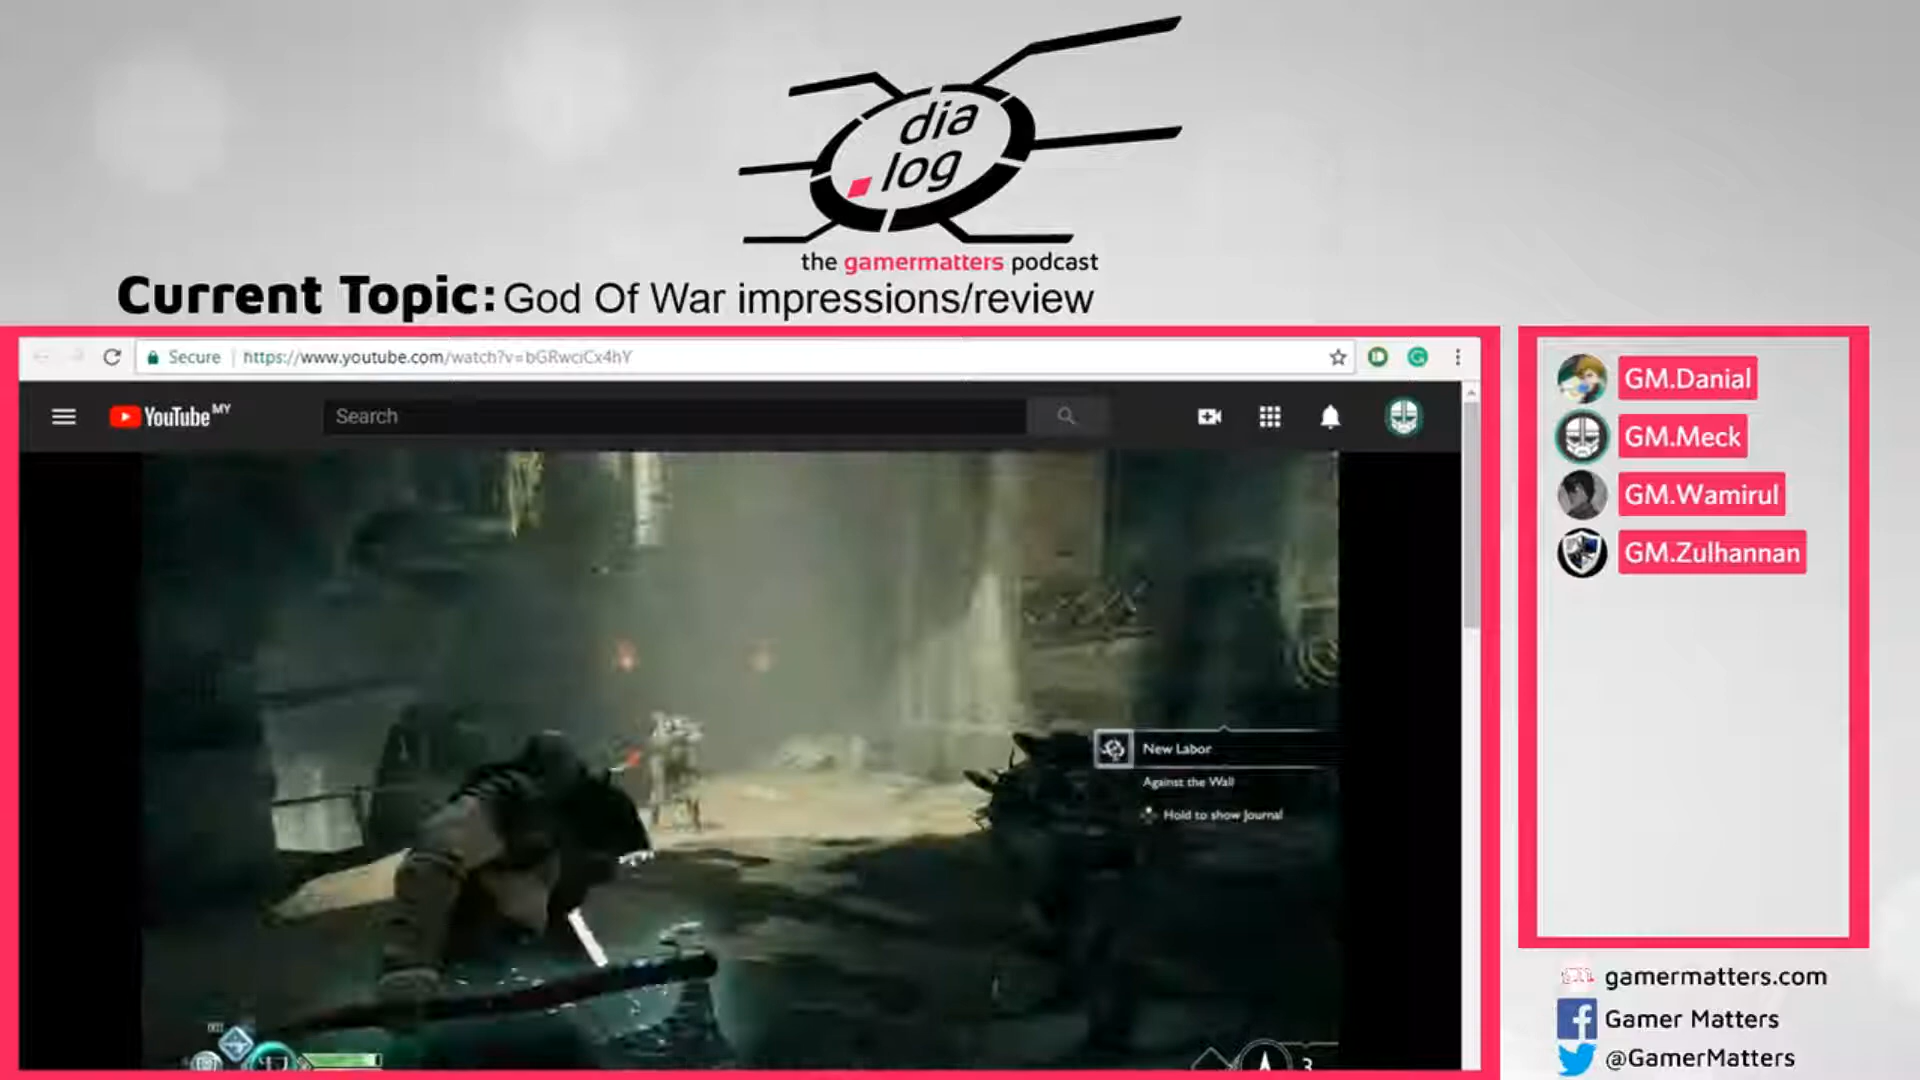 dia
.log
the gamermatters podcast
Current Topic: God Of War impressions/review
Secure https://www.youtube.com/watch?v=bGRwciCx4hY
YouTube MY
Search
New Labor
Against the Wall
Hold to show Journal
3
GM.Danial
GM.Meck
GM.Wamirul
GM.Zulhannan
gamermatters.com
Gamer Matters
@GamerMatters